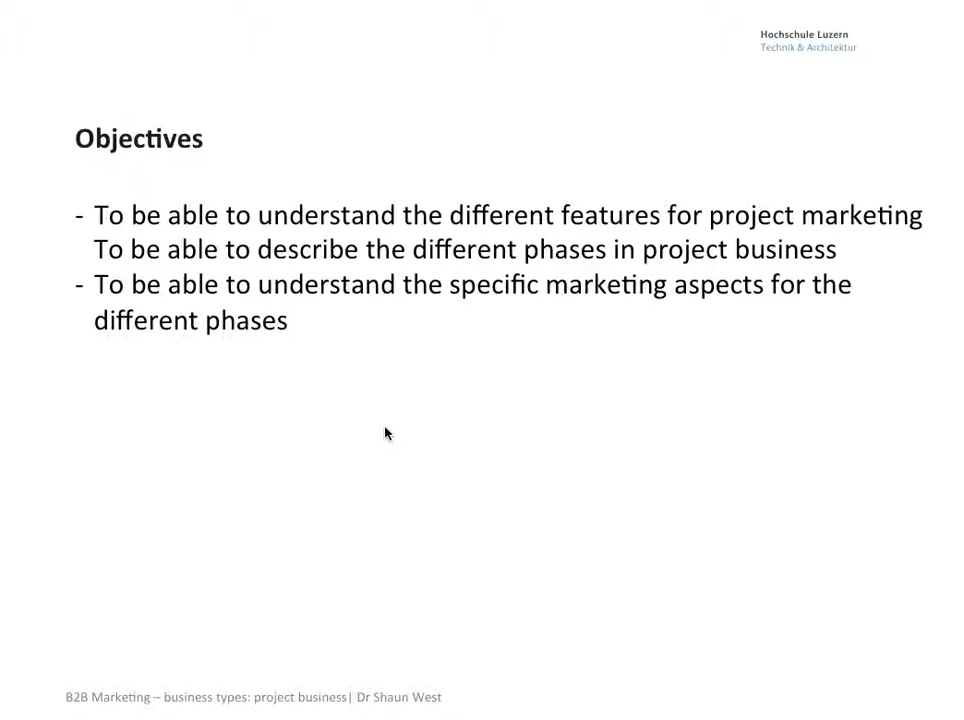 Hochschule Luzern
Technik & Architektur
Objectives
- To be able to understand the different features for project marketing
To be able to describe the different phases in project business
- To be able to understand the specific marketing aspects for the
different phases
B2B Marketing – business types: project business| Dr Shaun West